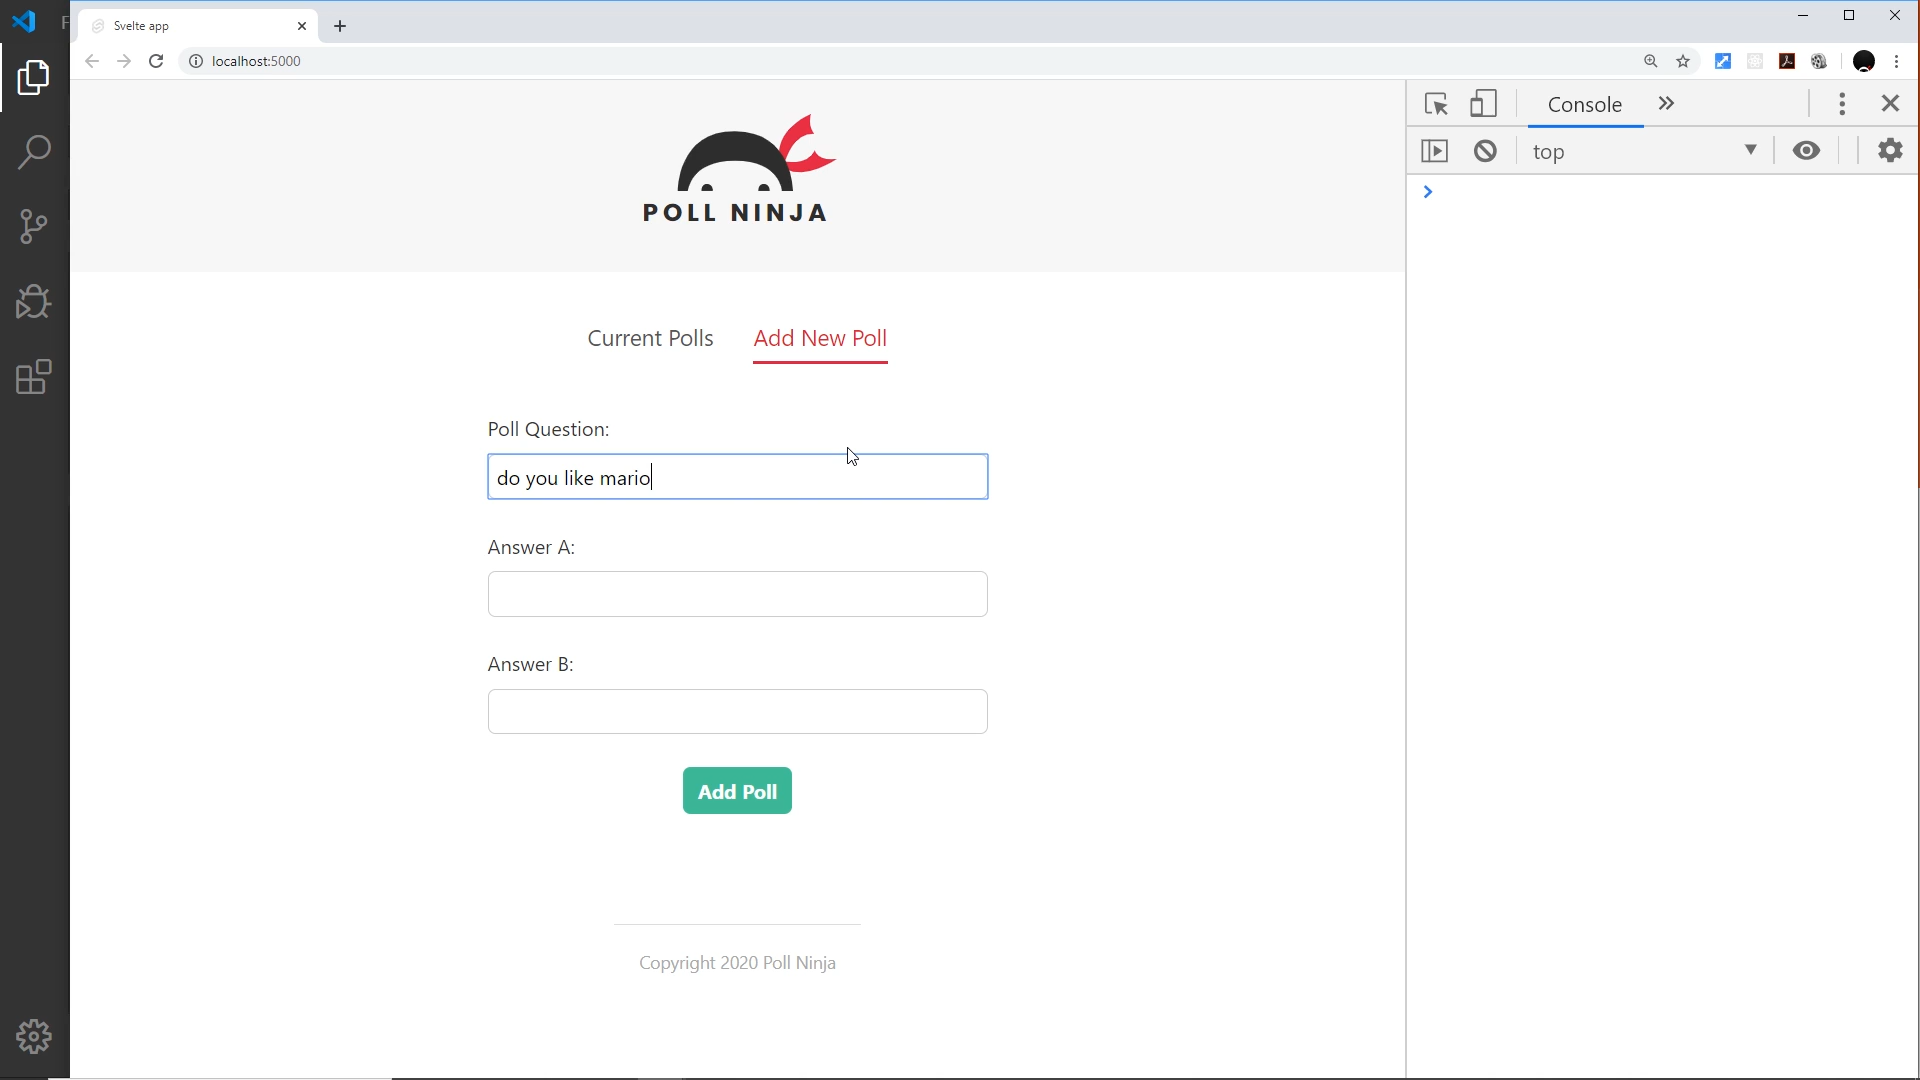 F
Svelte app
localhost:5000
Console
top
POLL NINJA
Current Polls
Add New Poll
Poll Question:
do you like mario
Answer A:
Answer B:
Add Poll
Copyright 2020 Poll Ninja